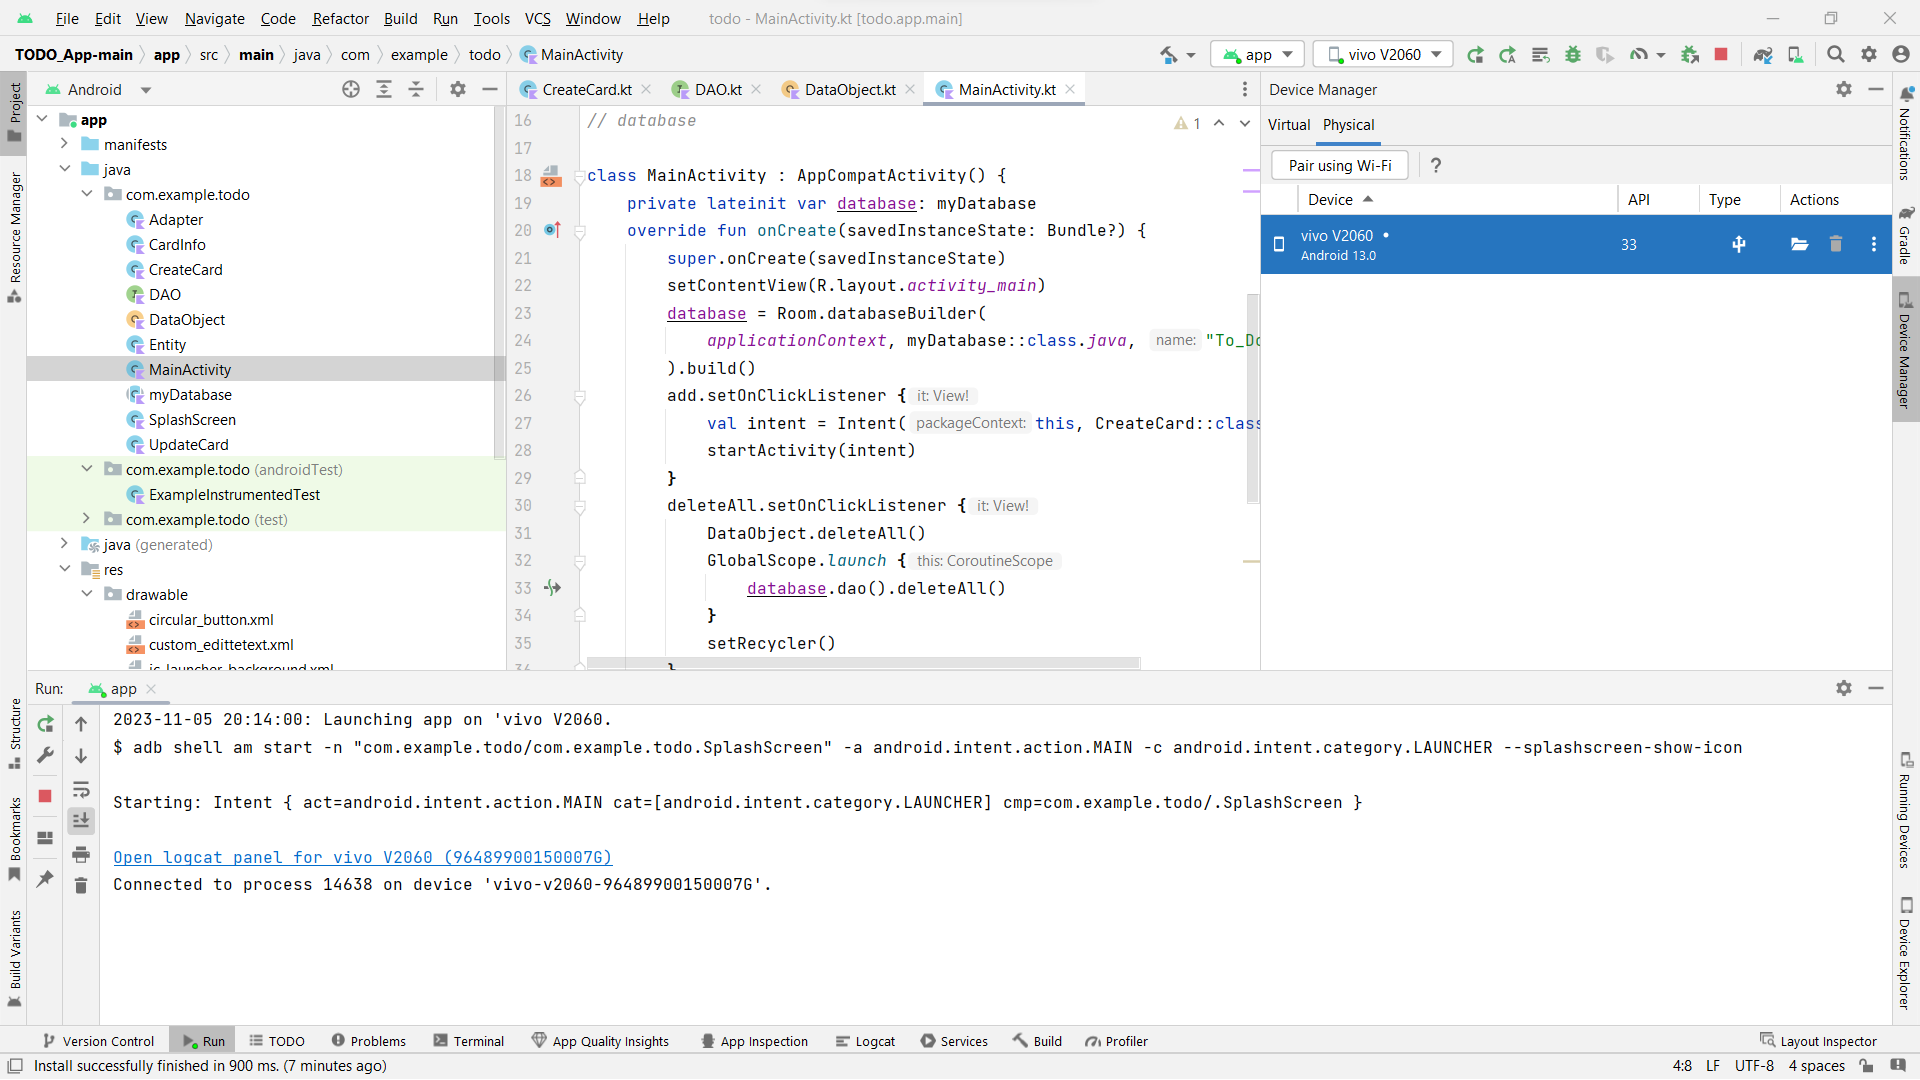 File Edit View Navigate Code Refactor Build Run Tools VCS Window Help todo - MainActivity.kt [todo.app.main]
TODO_App-main app src main java com example todo MainActivity app vivo V2060
Project
Resource Manager
Structure
Bookmarks
Build Variants
Android
app
manifests
java
com.example.todo
Adapter
CardInfo
CreateCard
DAO
DataObject
Entity
MainActivity
myDatabase
SplashScreen
UpdateCard
com.example.todo (androidTest)
ExampleInstrumentedTest
com.example.todo (test)
java (generated)
res
drawable
circular_button.xml
custom_edittetext.xml
ic_launcher_background.xml
CreateCard.kt DAO.kt DataObject.kt MainActivity.kt
1
16 // database
17
18 class MainActivity : AppCompatActivity() {
19 private lateinit var database: myDatabase
20 override fun onCreate(savedInstanceState: Bundle?) {
21 super.onCreate(savedInstanceState)
22 setContentView(R.layout.activity_main)
23 database = Room.databaseBuilder(
24 applicationContext, myDatabase::class.java, name: "To_Do
25 ).build()
26 add.setOnClickListener { it: View!
27 val intent = Intent( packageContext: this, CreateCard::class
28 startActivity(intent)
29 }
30 deleteAll.setOnClickListener { it: View!
31 DataObject.deleteAll()
32 GlobalScope.launch { this: CoroutineScope
33 database.dao().deleteAll()
34 }
35 setRecycler()
36 }
Device Manager
Virtual Physical
Pair using Wi-Fi ?
Device API Type Actions
vivo V2060 33
Android 13.0
Notifications
Gradle
Device Manager
Running Devices
Device Explorer
Run: app
2023-11-05 20:14:00: Launching app on 'vivo V2060.
$ adb shell am start -n "com.example.todo/com.example.todo.SplashScreen" -a android.intent.action.MAIN -c android.intent.category.LAUNCHER --splashscreen-show-icon
Starting: Intent { act=android.intent.action.MAIN cat=[android.intent.category.LAUNCHER] cmp=com.example.todo/.SplashScreen }
Open logcat panel for vivo V2060 (96489900150007G)
Connected to process 14638 on device 'vivo-v2060-96489900150007G'.
Version Control Run TODO Problems Terminal App Quality Insights App Inspection Logcat Services Build Profiler Layout Inspector
Install successfully finished in 900 ms. (7 minutes ago) 4:8 LF UTF-8 4 spaces